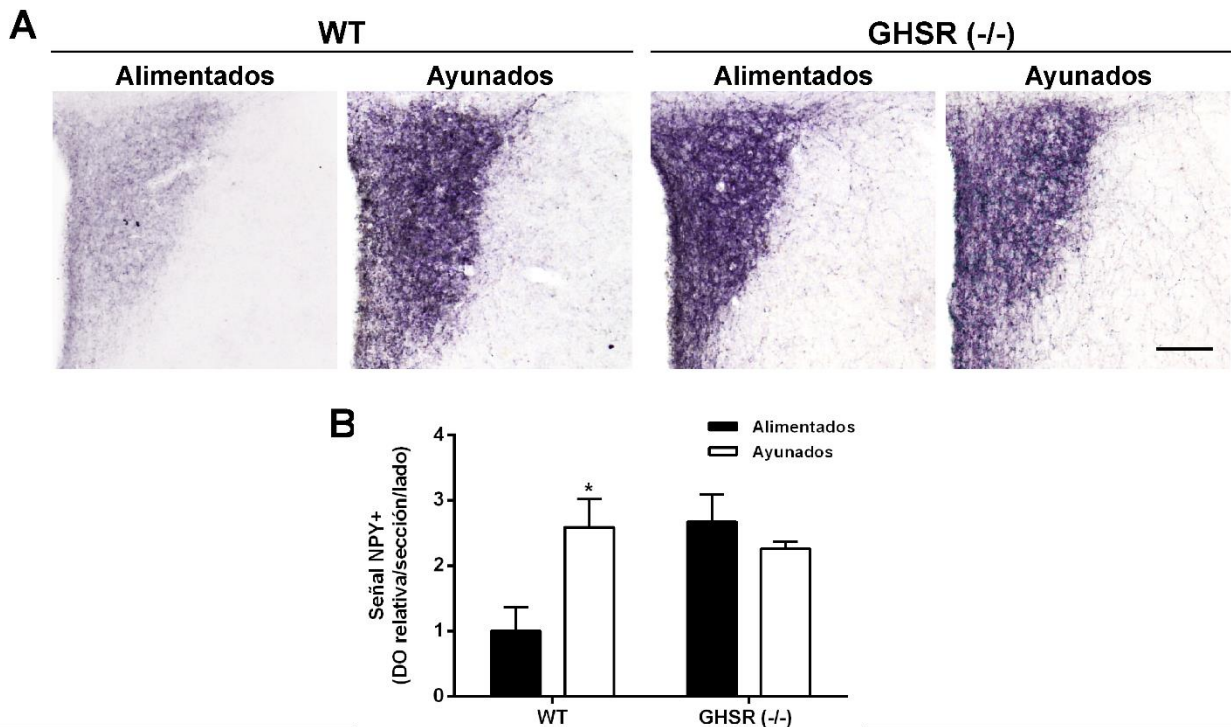 A
WT
GHSR (-/-)
Alimentados
Ayunados
Alimentados
Ayunados
B
Alimentados
Ayunados
Señal NPY+
(DO relativa/sección/lado)
4
3
2
1
0
*
WT
GHSR (-/-)